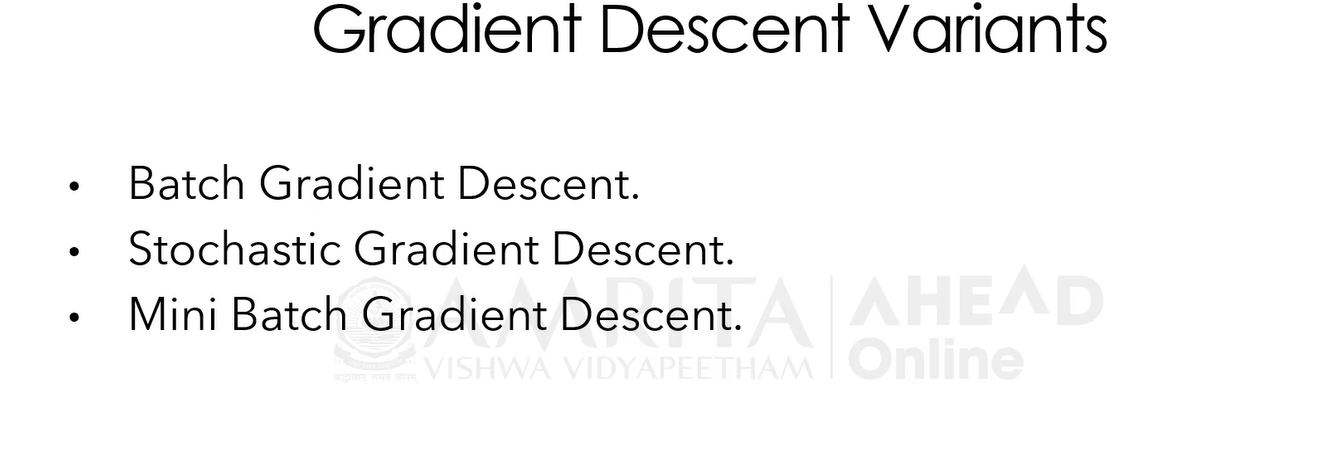 Gradient Descent Variants
• Batch Gradient Descent.
• Stochastic Gradient Descent.
• Mini Batch Gradient Descent.
AMRITA
VISHWA VIDYAPEETHAM
AHEAD
Online